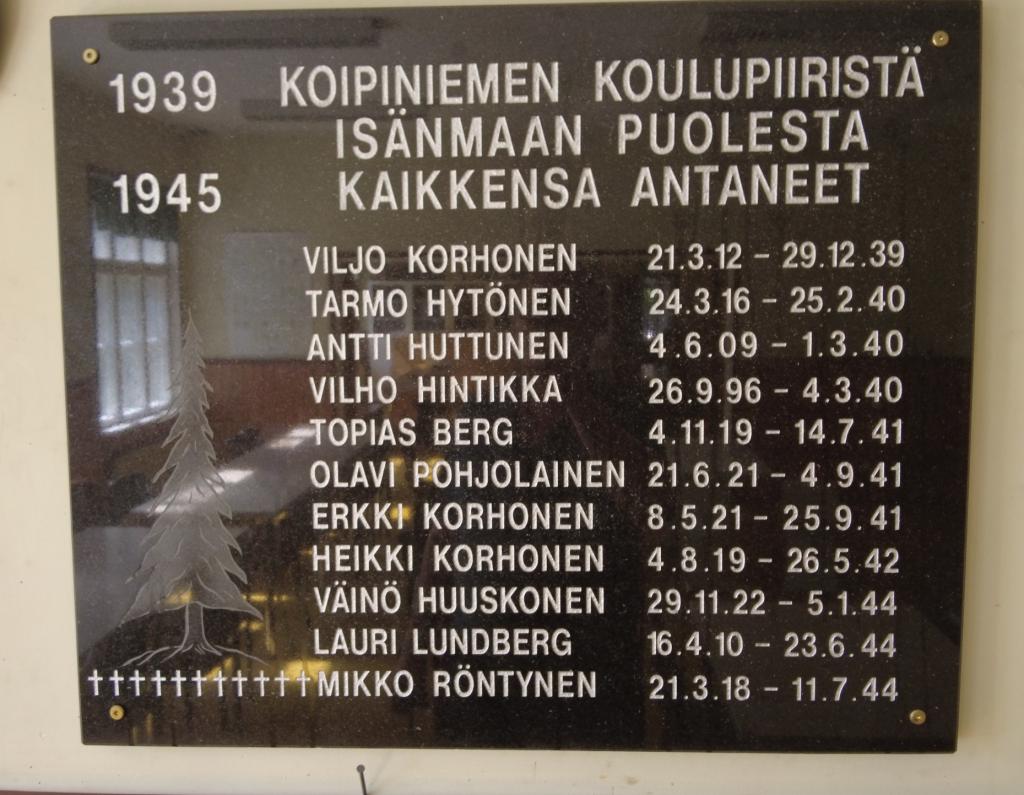 1939 KOIPINIEMEN KOULUPIIRISTÄ
ISÄNMAAN PUOLESTA
1945 KAIKKENSA ANTANEET
VILJO KORHONEN 21.3.12 – 29.12.39
TARMO HYTÖNEN 24.3.16 – 25.2.40
ANTTI HUTTUNEN 4.6.09 – 1.3.40
VILHO HINTIKKA 26.9.96 – 4.3.40
TOPIAS BERG 4.11.19 – 14.7.41
OLAVI POHJOLAINEN 21.6.21 – 4.9.41
ERKKI KORHONEN 8.5.21 – 25.9.41
HEIKKI KORHONEN 4.8.19 – 26.5.42
VÄINÖ HUUSKONEN 29.11.22 – 5.1.44
LAURI LUNDBERG 16.4.10 – 23.6.44
MIKKO RÖNTYNEN 21.3.18 – 11.7.44